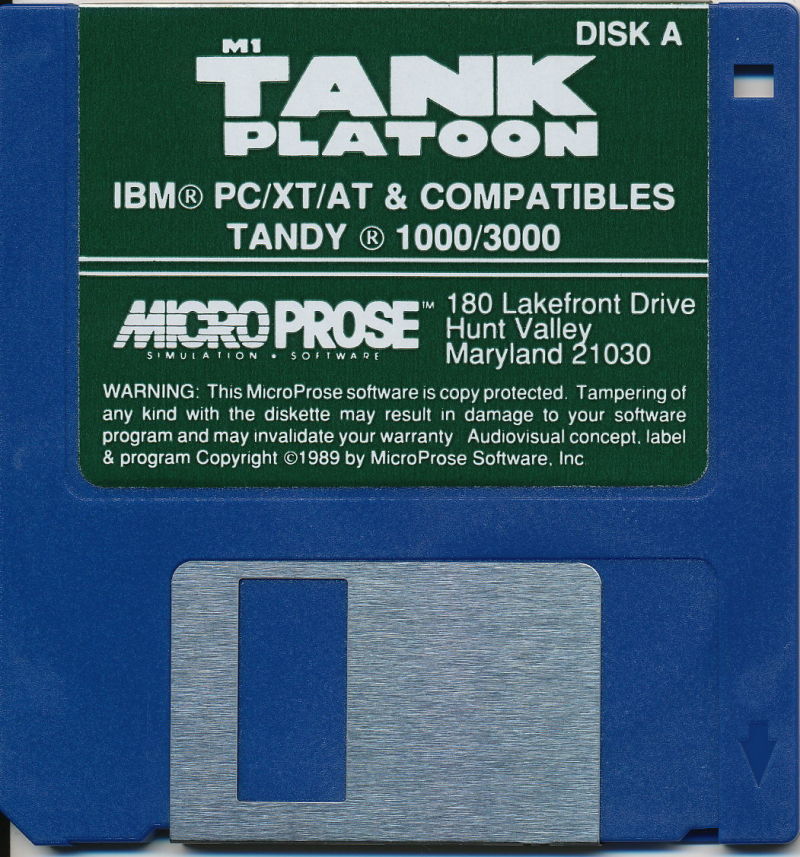 DISK A
M1
TANK
PLATOON
IBM® PC/XT/AT & COMPATIBLES
TANDY ® 1000/3000
MICROPROSE™
SIMULATION • SOFTWARE
180 Lakefront Drive
Hunt Valley
Maryland 21030
WARNING: This MicroProse software is copy protected. Tampering of
any kind with the diskette may result in damage to your software
program and may invalidate your warranty Audiovisual concept, label
& program Copyright ©1989 by MicroProse Software, Inc